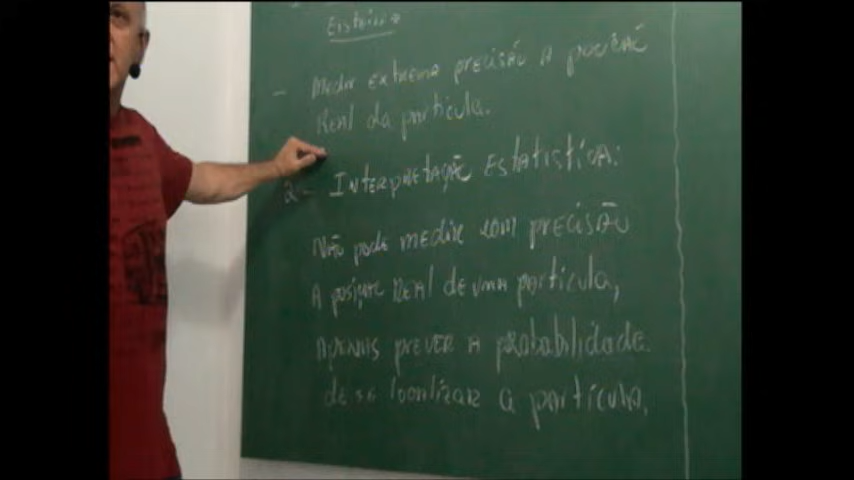 - Medir extrema precisão a posição
Real da partícula.
2- Interpretação Estatística:
Não pode medir com precisão
A posição Real de uma partícula,
Apenas prever a probabilidade
de se localizar a partícula.